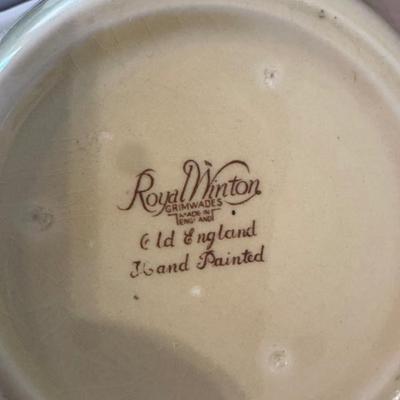 Royal Winton
GRIMWADES
MADE IN
ENGLAND
Old England
Hand Painted